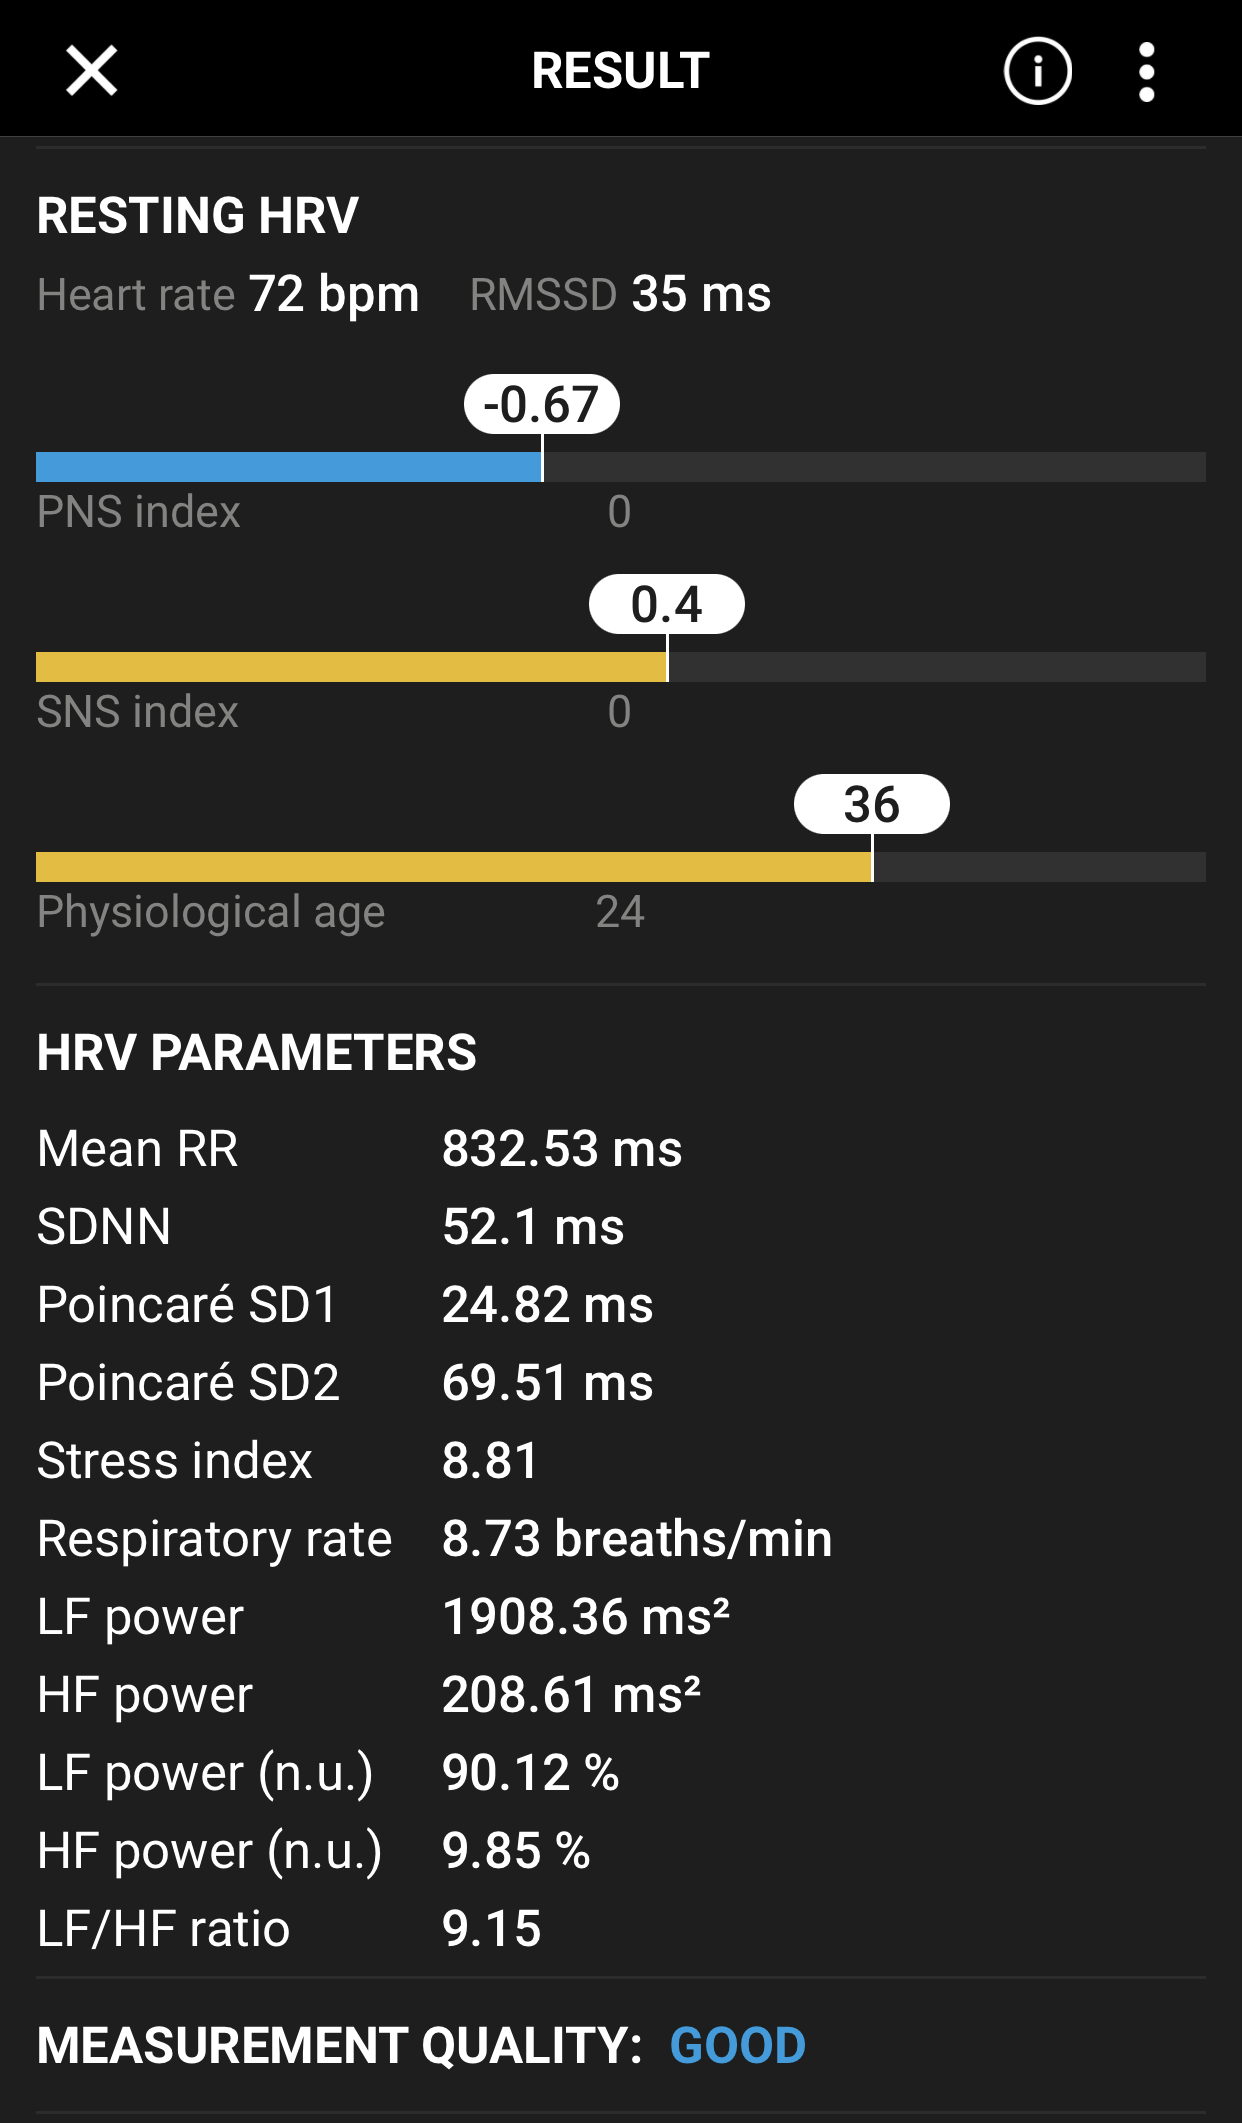 RESULT
RESTING HRV
Heart rate 72 bpm RMSSD 35 ms
-0.67
PNS index 0
0.4
SNS index 0
36
Physiological age 24
HRV PARAMETERS
Mean RR 832.53 ms
SDNN 52.1 ms
Poincaré SD1 24.82 ms
Poincaré SD2 69.51 ms
Stress index 8.81
Respiratory rate 8.73 breaths/min
LF power 1908.36 ms²
HF power 208.61 ms²
LF power (n.u.) 90.12 %
HF power (n.u.) 9.85 %
LF/HF ratio 9.15
MEASUREMENT QUALITY: GOOD